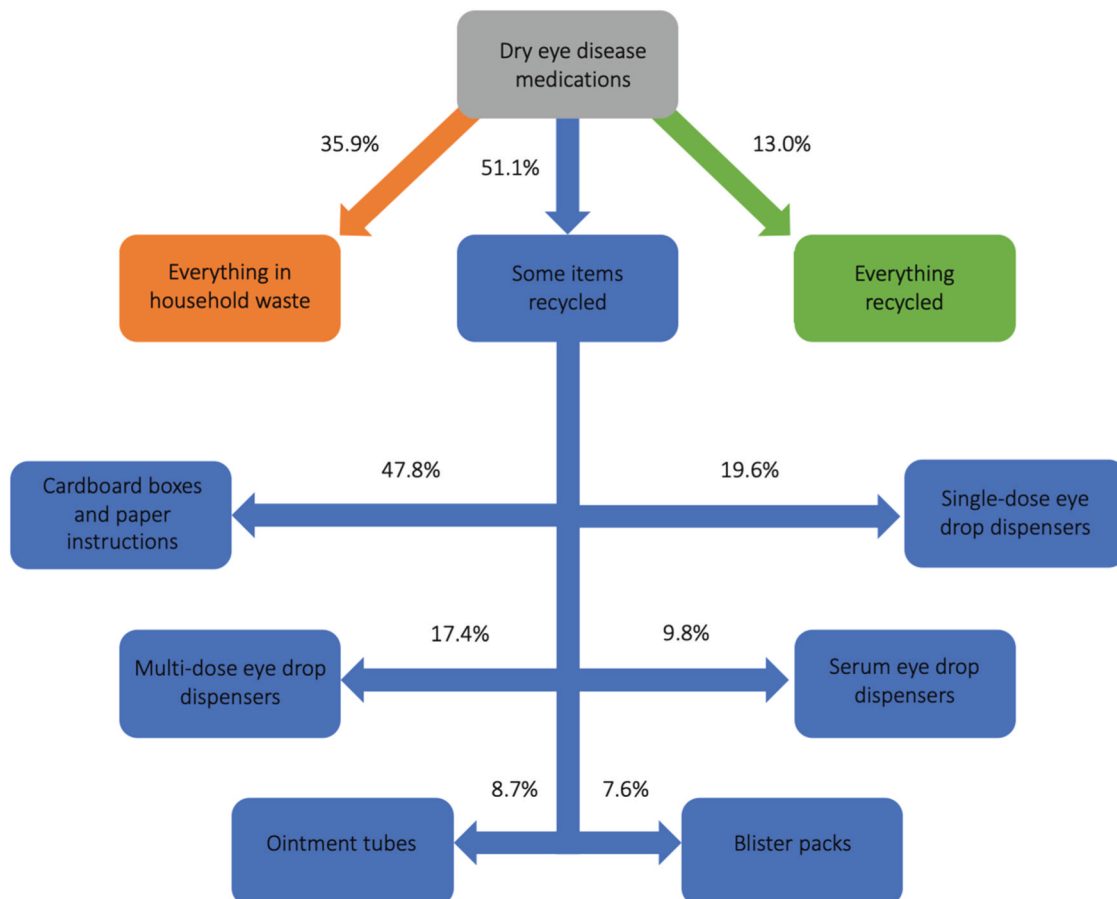 Dry eye disease
medications
35.9%
51.1%
13.0%
Everything in
household waste
Some items
recycled
Everything
recycled
47.8%
19.6%
Cardboard boxes
and paper
instructions
Single-dose eye
drop dispensers
17.4%
9.8%
Multi-dose eye drop
dispensers
Serum eye drop
dispensers
8.7%
7.6%
Ointment tubes
Blister packs